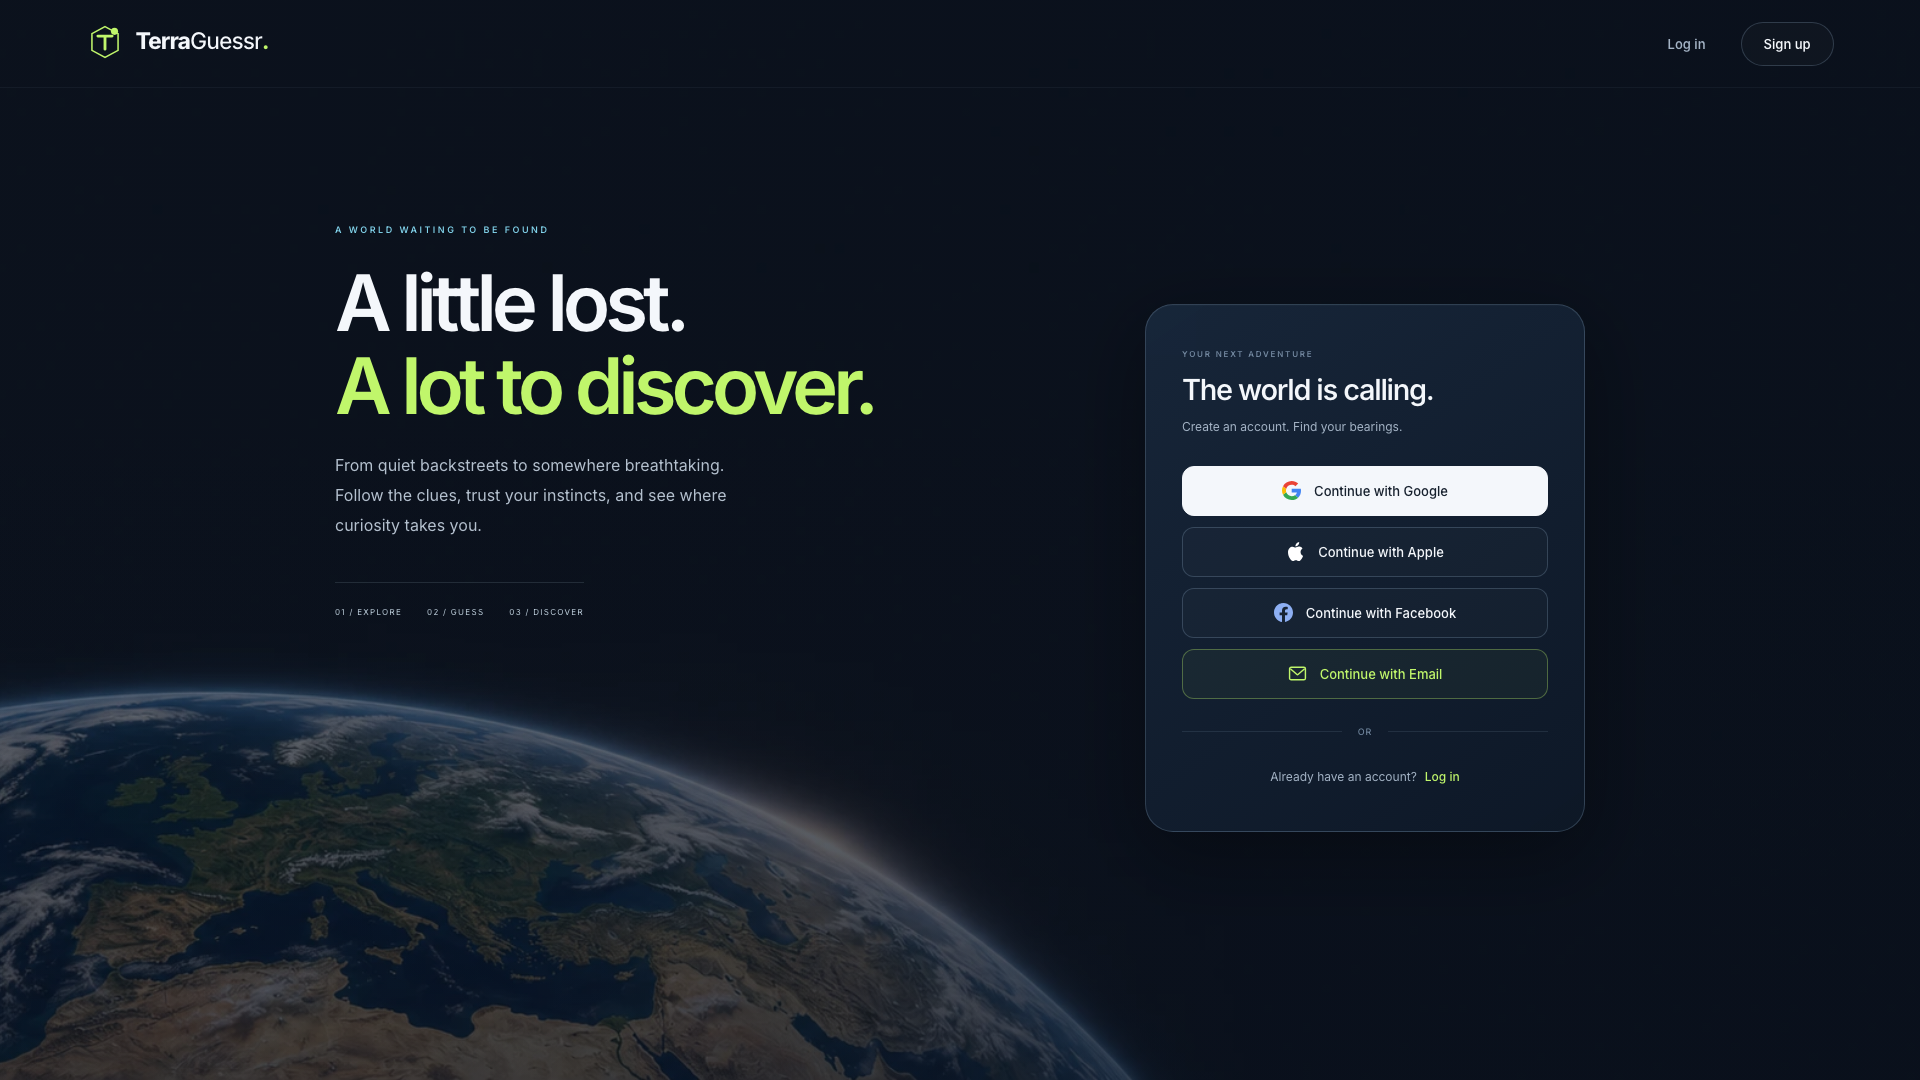 TerraGuessr.
Log in
Sign up
A WORLD WAITING TO BE FOUND
A little lost.
A lot to discover.
From quiet backstreets to somewhere breathtaking.
Follow the clues, trust your instincts, and see where
curiosity takes you.
01 / EXPLORE 02 / GUESS 03 / DISCOVER
YOUR NEXT ADVENTURE
The world is calling.
Create an account. Find your bearings.
Continue with Google
Continue with Apple
Continue with Facebook
Continue with Email
OR
Already have an account? Log in